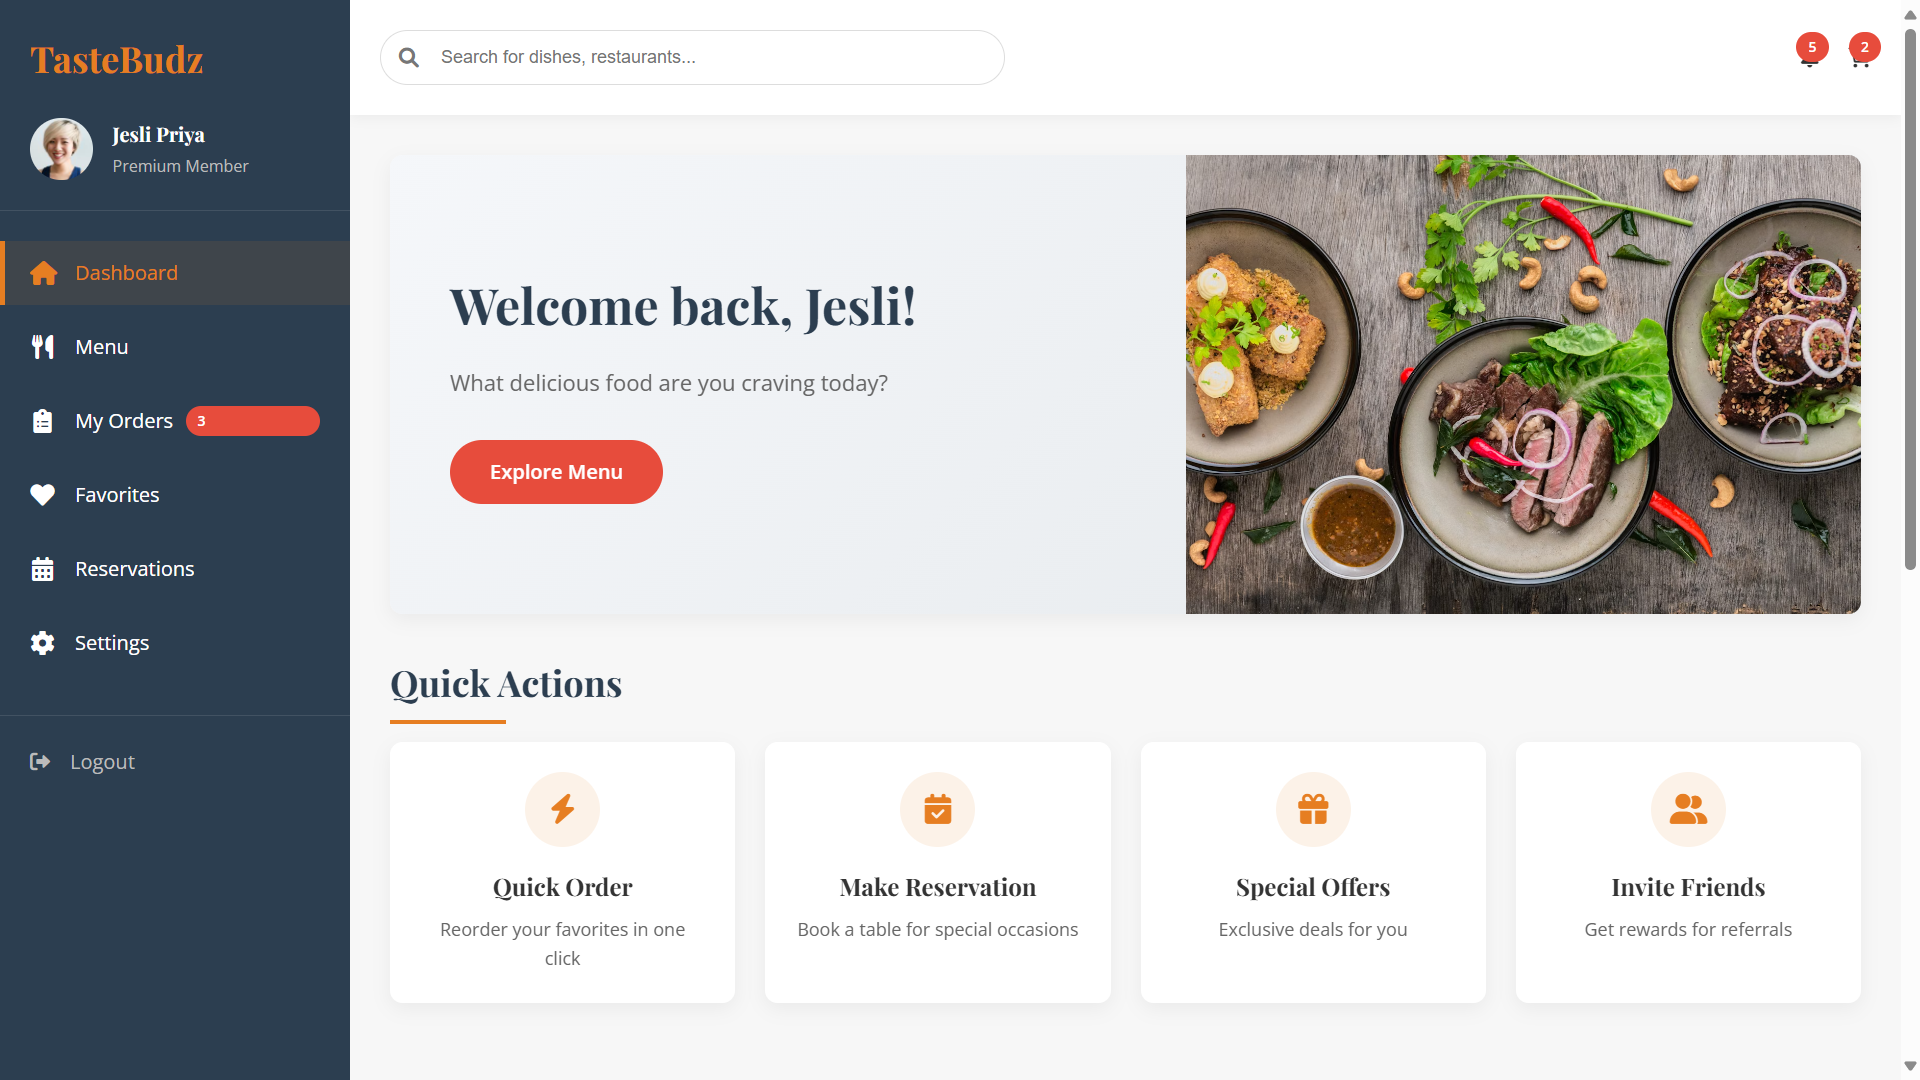 TasteBudz
Jesli Priya
Premium Member
Dashboard
Menu
My Orders 3
Favorites
Reservations
Settings
Logout
Search for dishes, restaurants...
5
2
Welcome back, Jesli!
What delicious food are you craving today?
Explore Menu
Quick Actions
Quick Order
Reorder your favorites in one
click
Make Reservation
Book a table for special occasions
Special Offers
Exclusive deals for you
Invite Friends
Get rewards for referrals